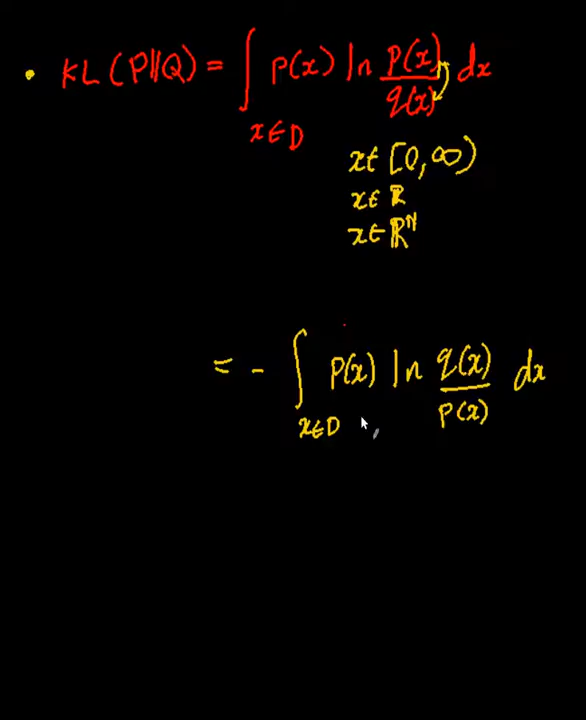 • KL(P||Q) = ∫_{x∈D} p(x) ln p(x)/q(x) dx
x∈ [0, ∞)
x∈ ℝ
x∈ ℝᴺ
= - ∫_{x∈D} p(x) ln q(x)/p(x) dx